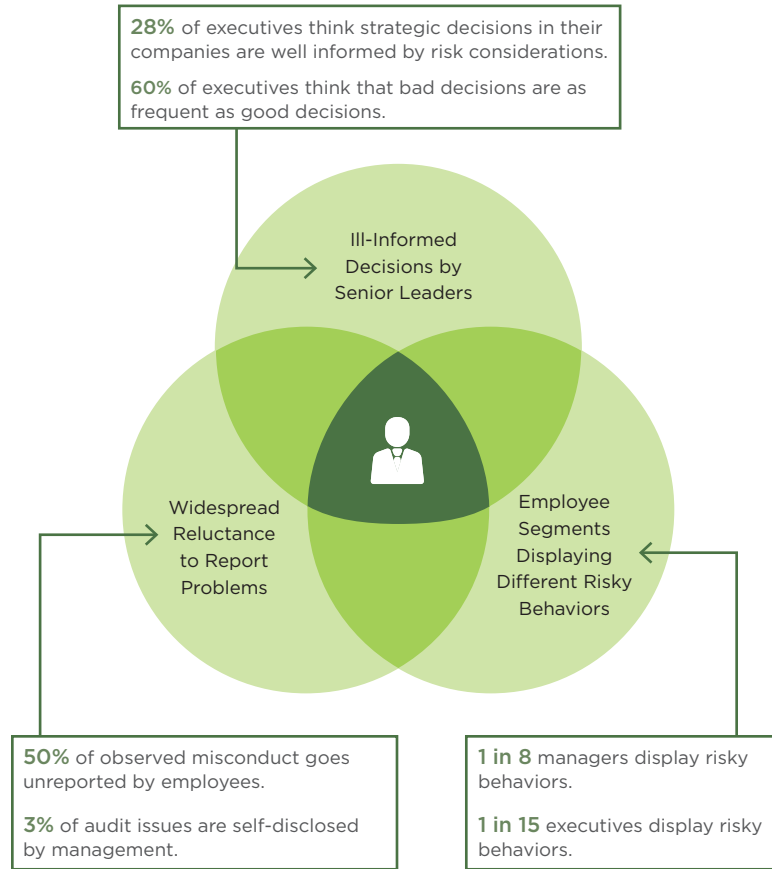 28% of executives think strategic decisions in their
companies are well informed by risk considerations.
60% of executives think that bad decisions are as
frequent as good decisions.
Ill-Informed
Decisions by
Senior Leaders
Widespread
Reluctance
to Report
Problems
Employee
Segments
Displaying
Different Risky
Behaviors
50% of observed misconduct goes
unreported by employees.
3% of audit issues are self-disclosed
by management.
1 in 8 managers display risky
behaviors.
1 in 15 executives display risky
behaviors.